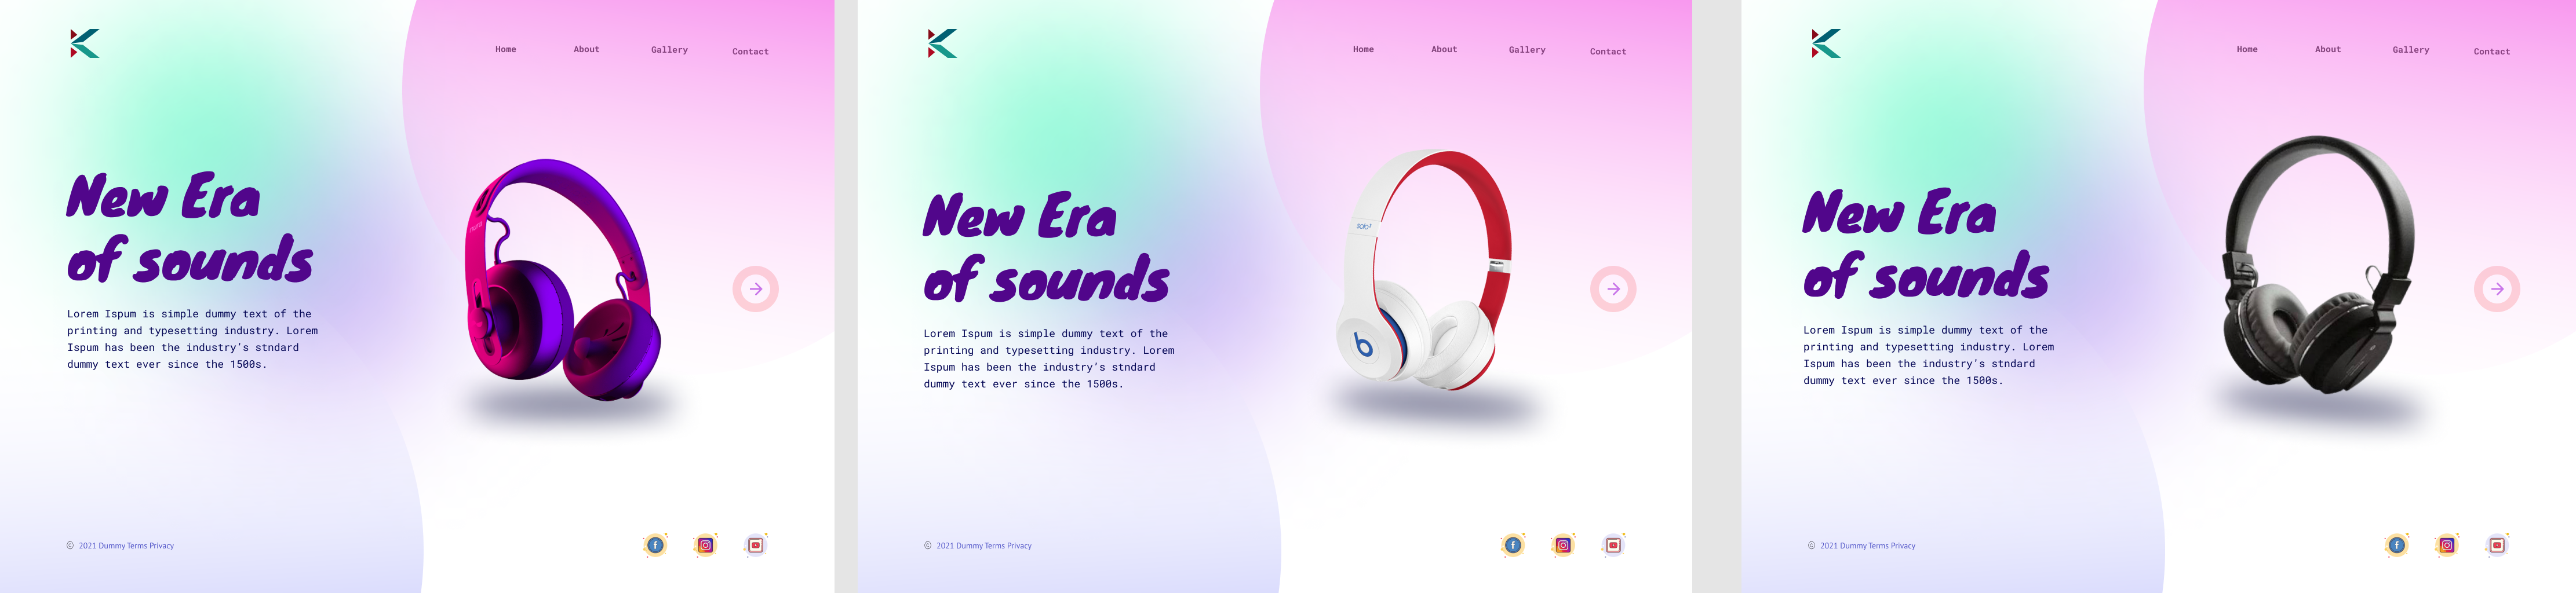 Home About Gallery Contact
New Era
of sounds
Lorem Ispum is simple dummy text of the
printing and typesetting industry. Lorem
Ispum has been the industry's stndard
dummy text ever since the 1500s.
© 2021 Dummy Terms Privacy
Home About Gallery Contact
solo³
b
New Era
of sounds
Lorem Ispum is simple dummy text of the
printing and typesetting industry. Lorem
Ispum has been the industry's stndard
dummy text ever since the 1500s.
© 2021 Dummy Terms Privacy
Home About Gallery Contact
New Era
of sounds
Lorem Ispum is simple dummy text of the
printing and typesetting industry. Lorem
Ispum has been the industry's stndard
dummy text ever since the 1500s.
© 2021 Dummy Terms Privacy